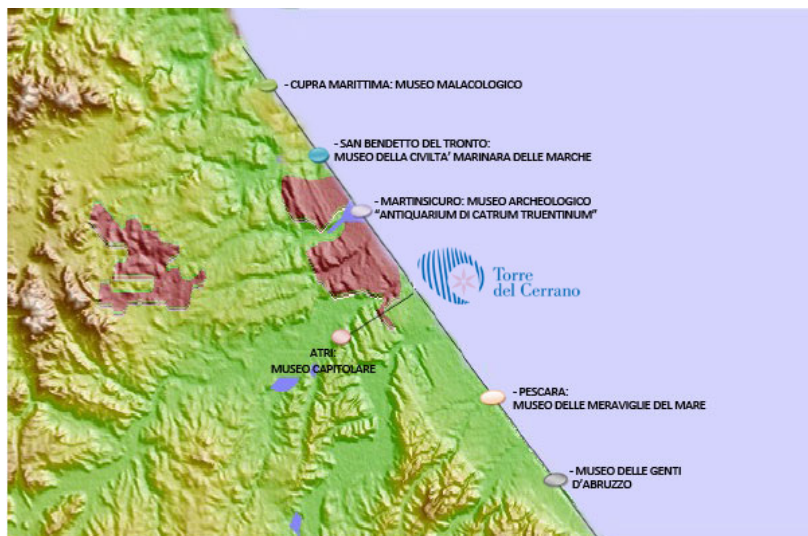 - CUPRA MARITTIMA: MUSEO MALACOLOGICO
- SAN BENDETTO DEL TRONTO:
MUSEO DELLA CIVILTA’ MARINARA DELLE MARCHE
- MARTINSICURO: MUSEO ARCHEOLOGICO
“ANTIQUARIUM DI CATRUM TRUENTINUM”
Torre
del Cerrano
ATRI:
MUSEO CAPITOLARE
- PESCARA:
MUSEO DELLE MERAVIGLIE DEL MARE
- MUSEO DELLE GENTI
D’ABRUZZO